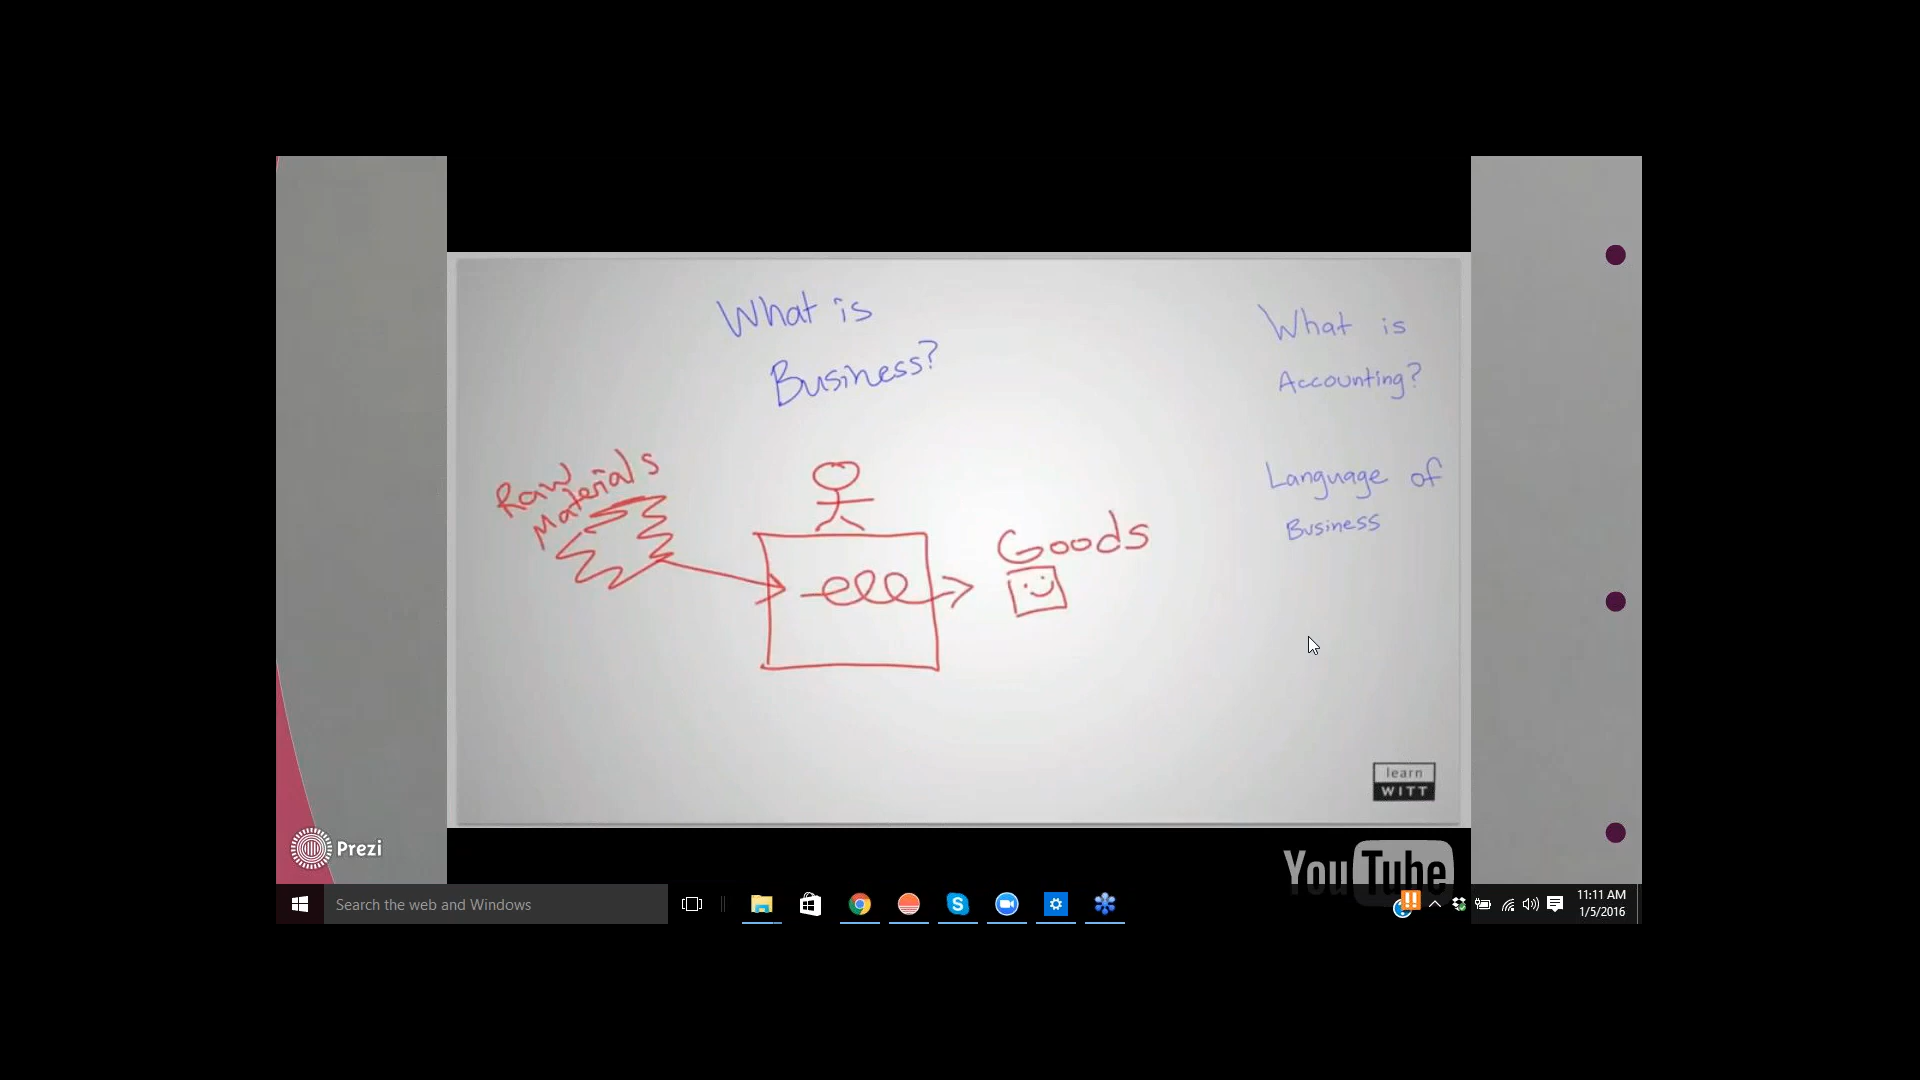 What is
Business?
What is
Accounting?
Language of
Business
Raw
Materials
Goods
learn
WITT
Prezi
YouTube
Search the web and Windows
11:11 AM
1/5/2016